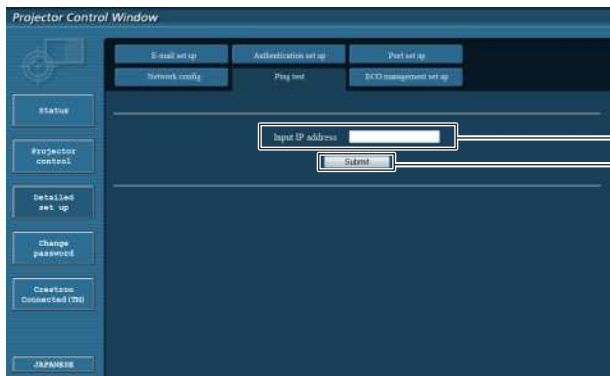 Projector Control Window
E-mail set up
Authentication set up
Port set up
Network config
Ping test
ECO management set up
Status
Projector
control
Detailed
set up
Change
password
Crestron
Connected(TM)
JAPANESE
Input IP address
Submit